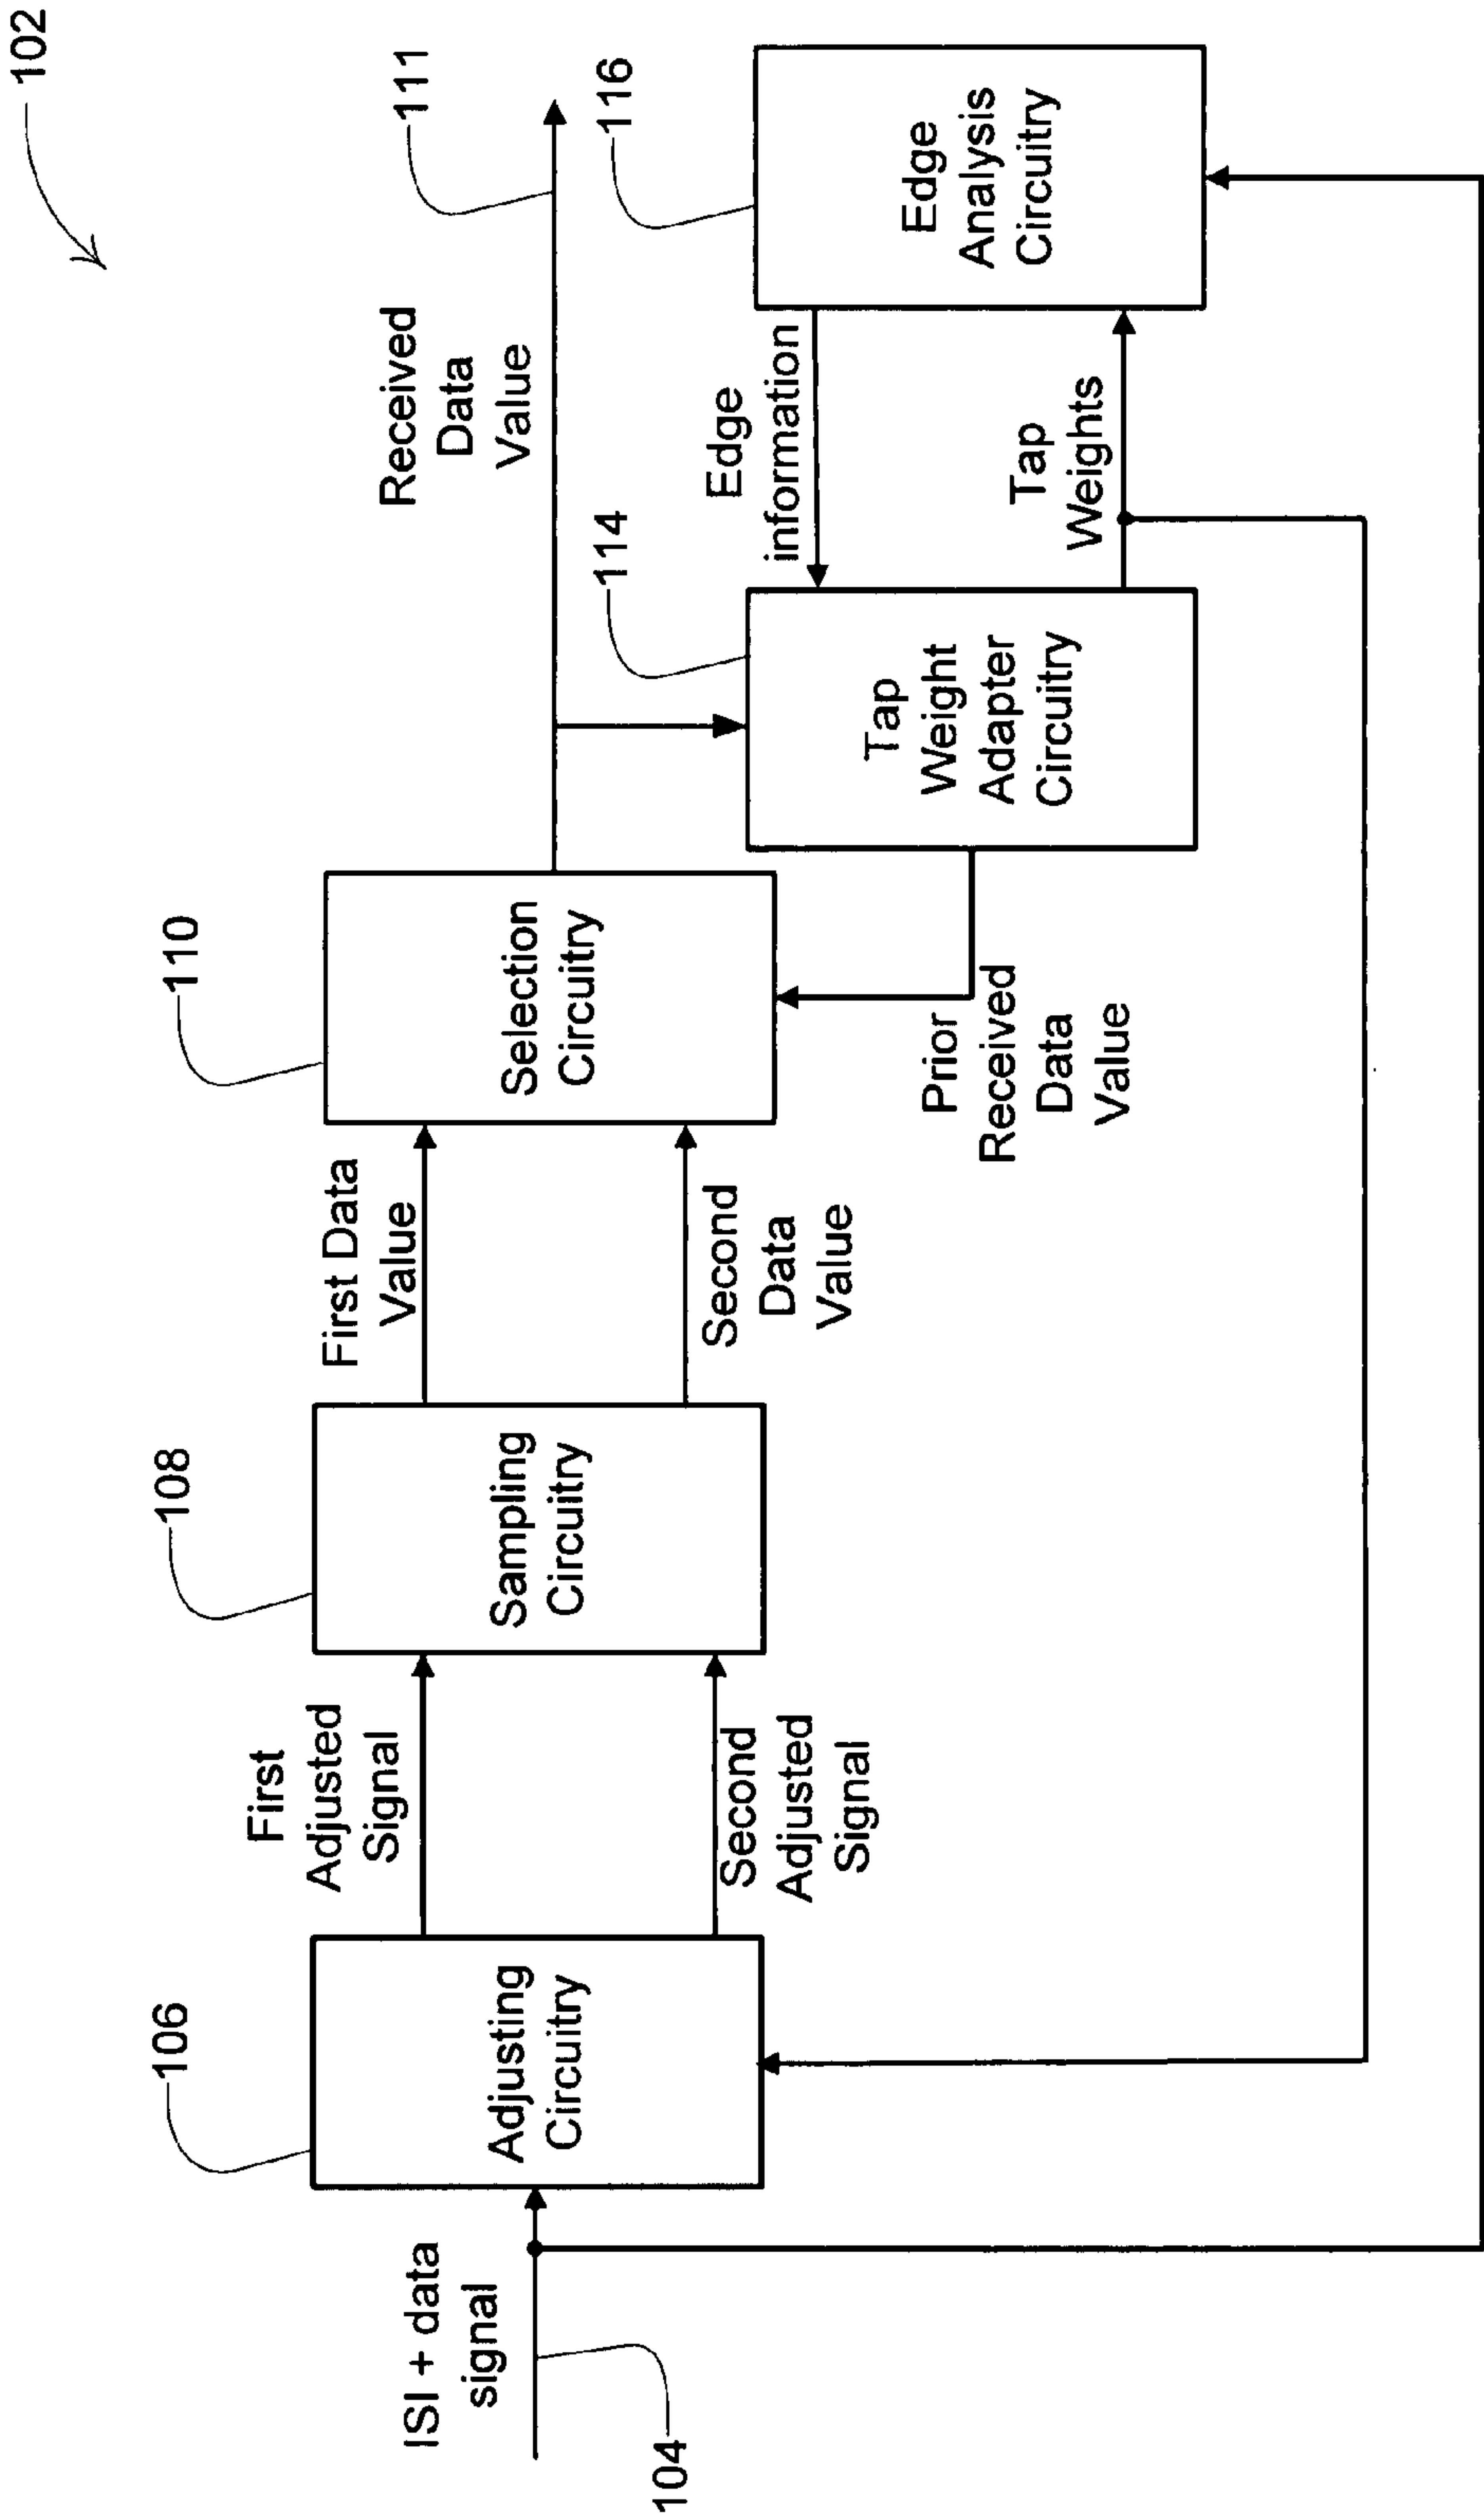 102
104
ISI + data
signal
106
Adjusting
Circuitry
First
Adjusted
Signal
Second
Adjusted
Signal
108
Sampling
Circuitry
First Data
Value
Second
Data
Value
110
Selection
Circuitry
Prior
Received
Data
Value
111
Received
Data
Value
114
Tap
Weight
Adapter
Circuitry
Edge
information
Tap
Weights
116
Edge
Analysis
Circuitry